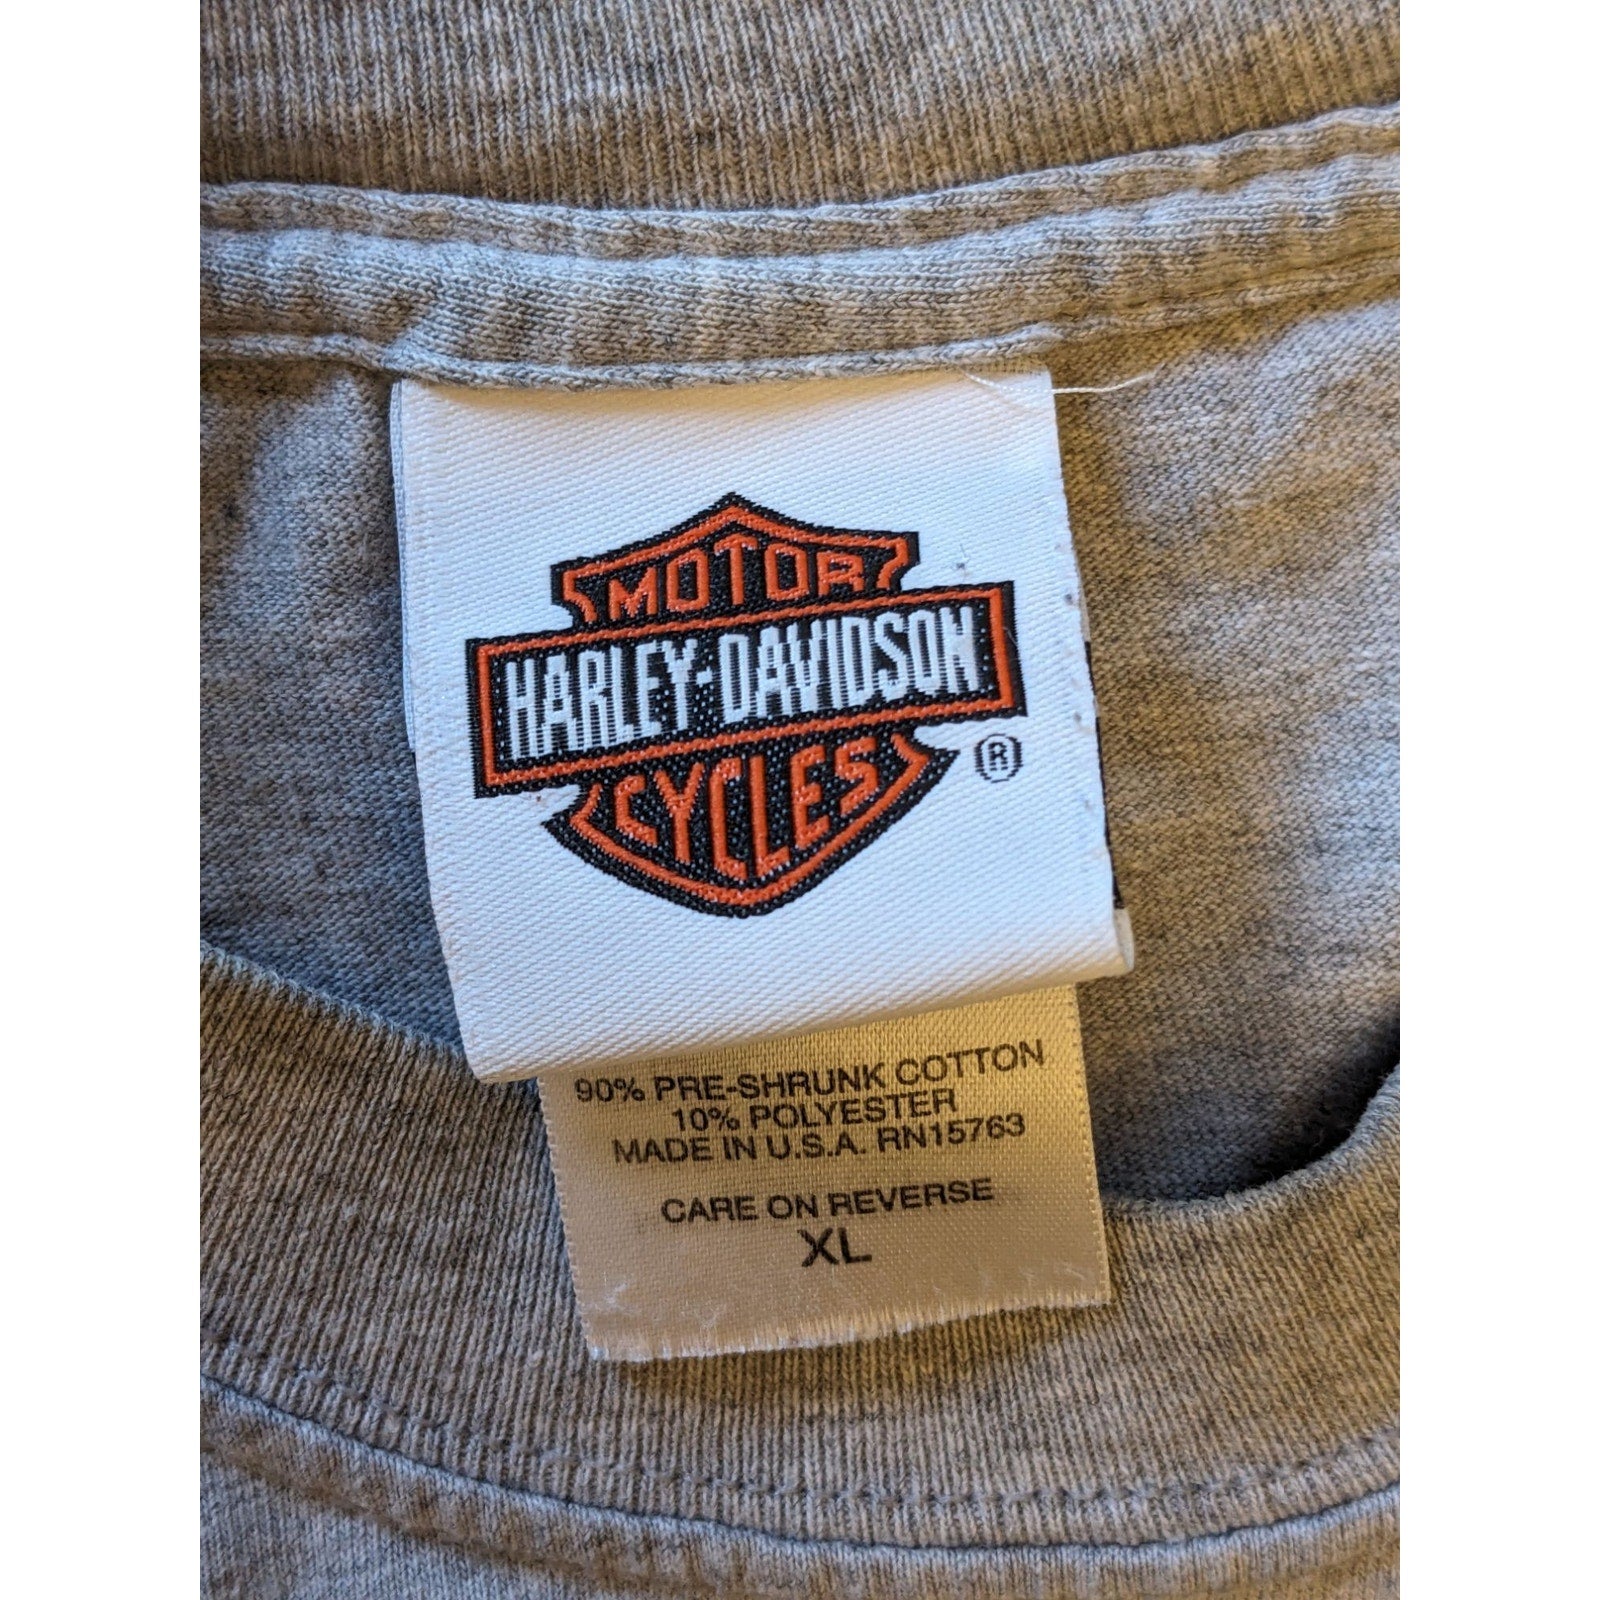 MOTOR
HARLEY-DAVIDSON
CYCLES
®
90% PRE-SHRUNK COTTON
10% POLYESTER
MADE IN U.S.A. RN15763
CARE ON REVERSE
XL